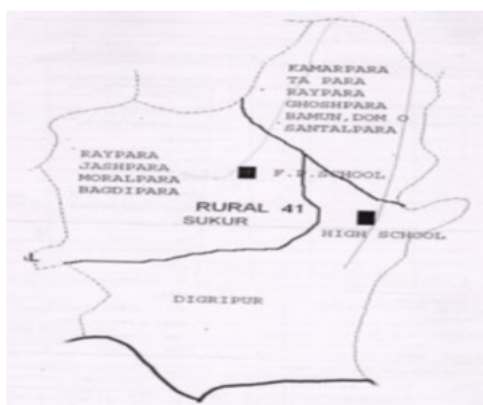 KAMARPARA
TA PARA
RAYPARA
GHOSHPARA
BAMUN, DOM O
SANTALPARA
RAYPARA
JASHPARA
MORALPARA
BAGDIPARA
F.P.SCHOOL
RURAL 41
SUKUR
HIGH SCHOOL
DIGRIPUR